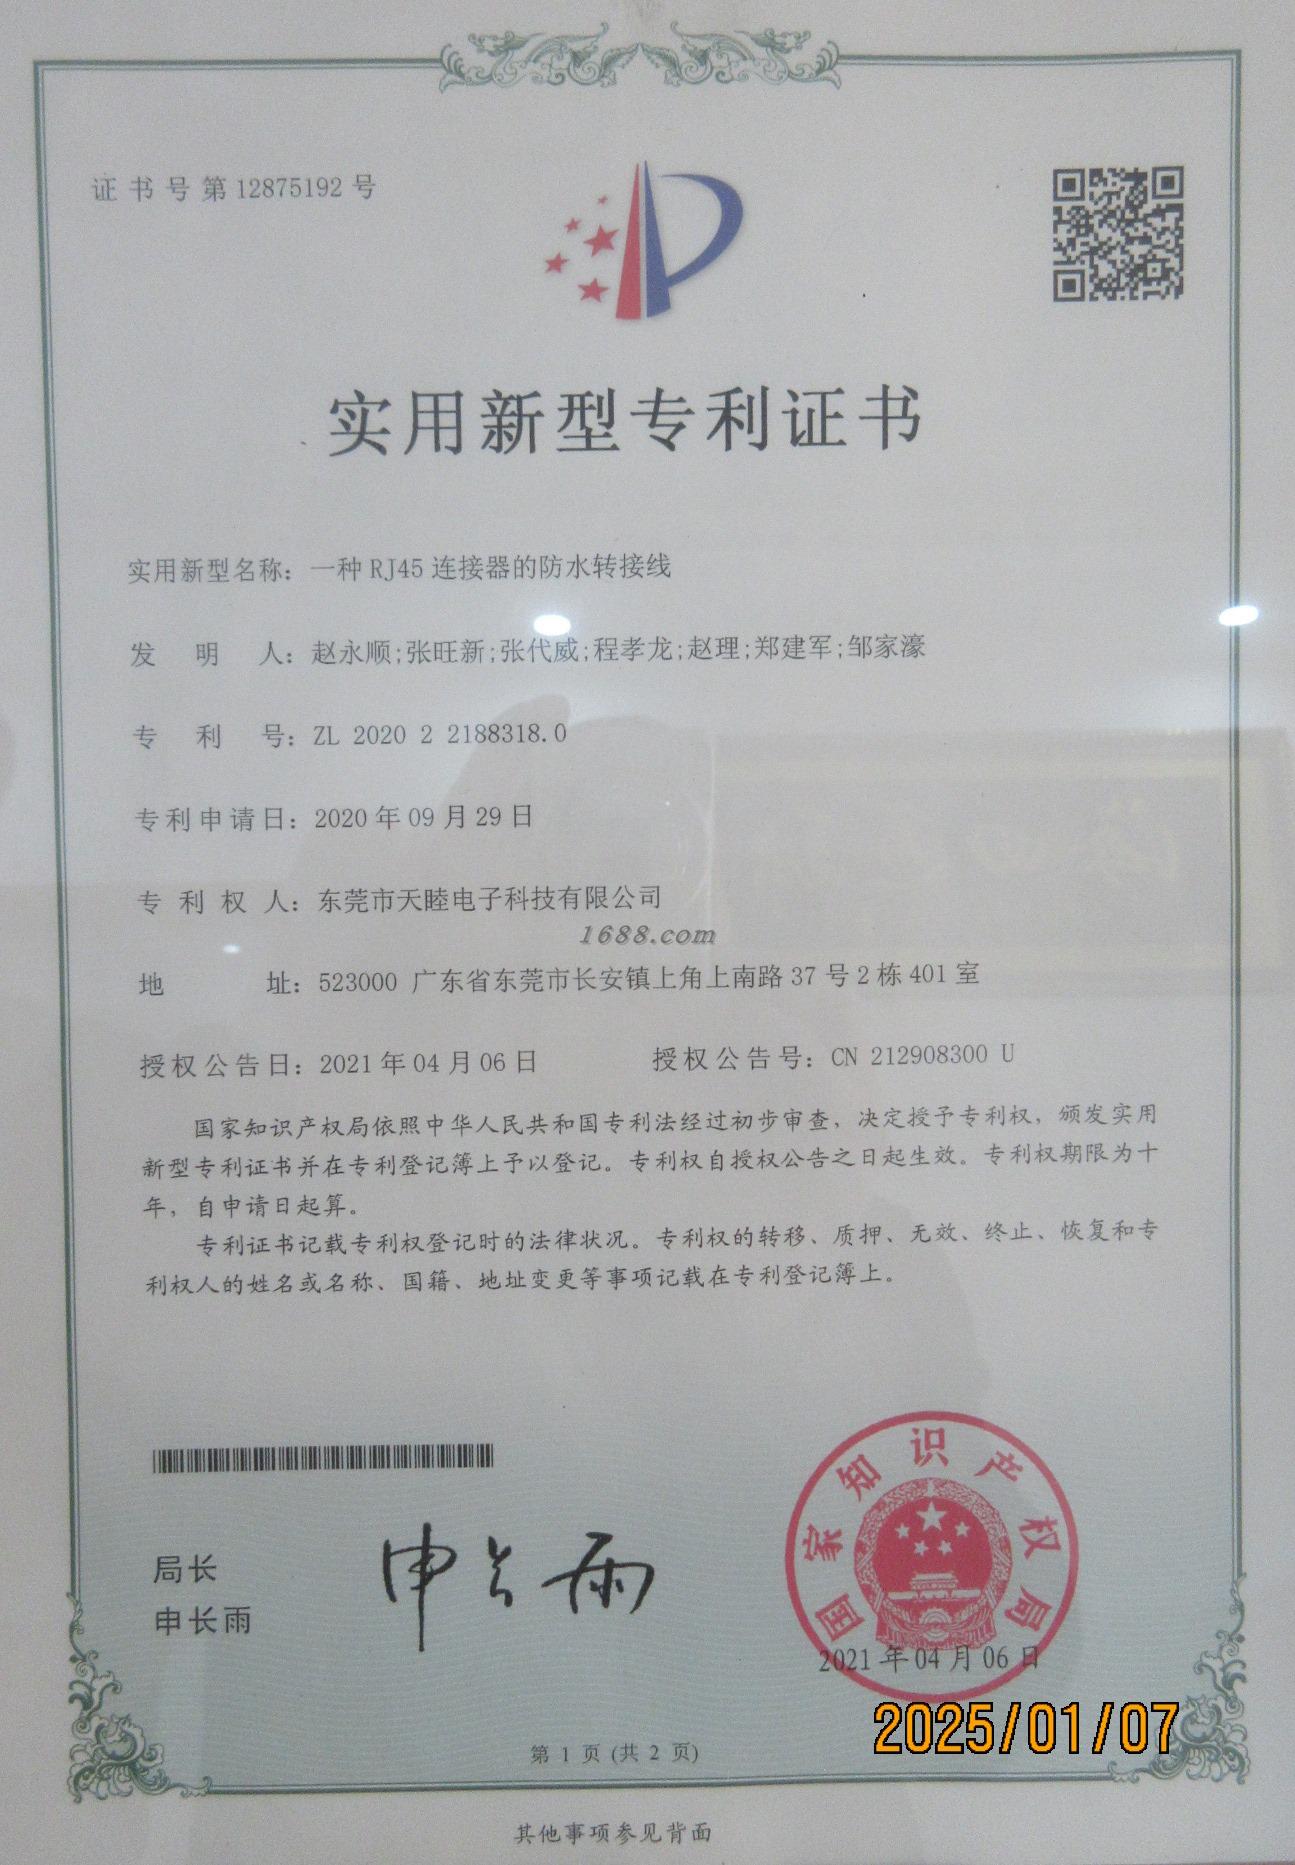 证书号第12875192号
实用新型专利证书
实用新型名称：一种RJ45连接器的防水转接线
发明人：赵永顺;张旺新;张代威;程孝龙;赵理;郑建军;邹家濠
专利号：ZL 2020 2 2188318.0
专利申请日：2020年09月29日
专利权人：东莞市天睦电子科技有限公司
1688.com
地址：523000 广东省东莞市长安镇上角上南路37号2栋401室
授权公告日：2021年04月06日 授权公告号：CN 212908300 U
国家知识产权局依照中华人民共和国专利法经过初步审查，决定授予专利权，颁发实用
新型专利证书并在专利登记簿上予以登记。专利权自授权公告之日起生效。专利权期限为十
年，自申请日起算。
专利证书记载专利权登记时的法律状况。专利权的转移、质押、无效、终止、恢复和专
利权人的姓名或名称、国籍、地址变更等事项记载在专利登记簿上。
局长
申长雨
申长雨
国家知识产权局
2021年04月06日
2025/01/07
第1页(共2页)
其他事项参见背面